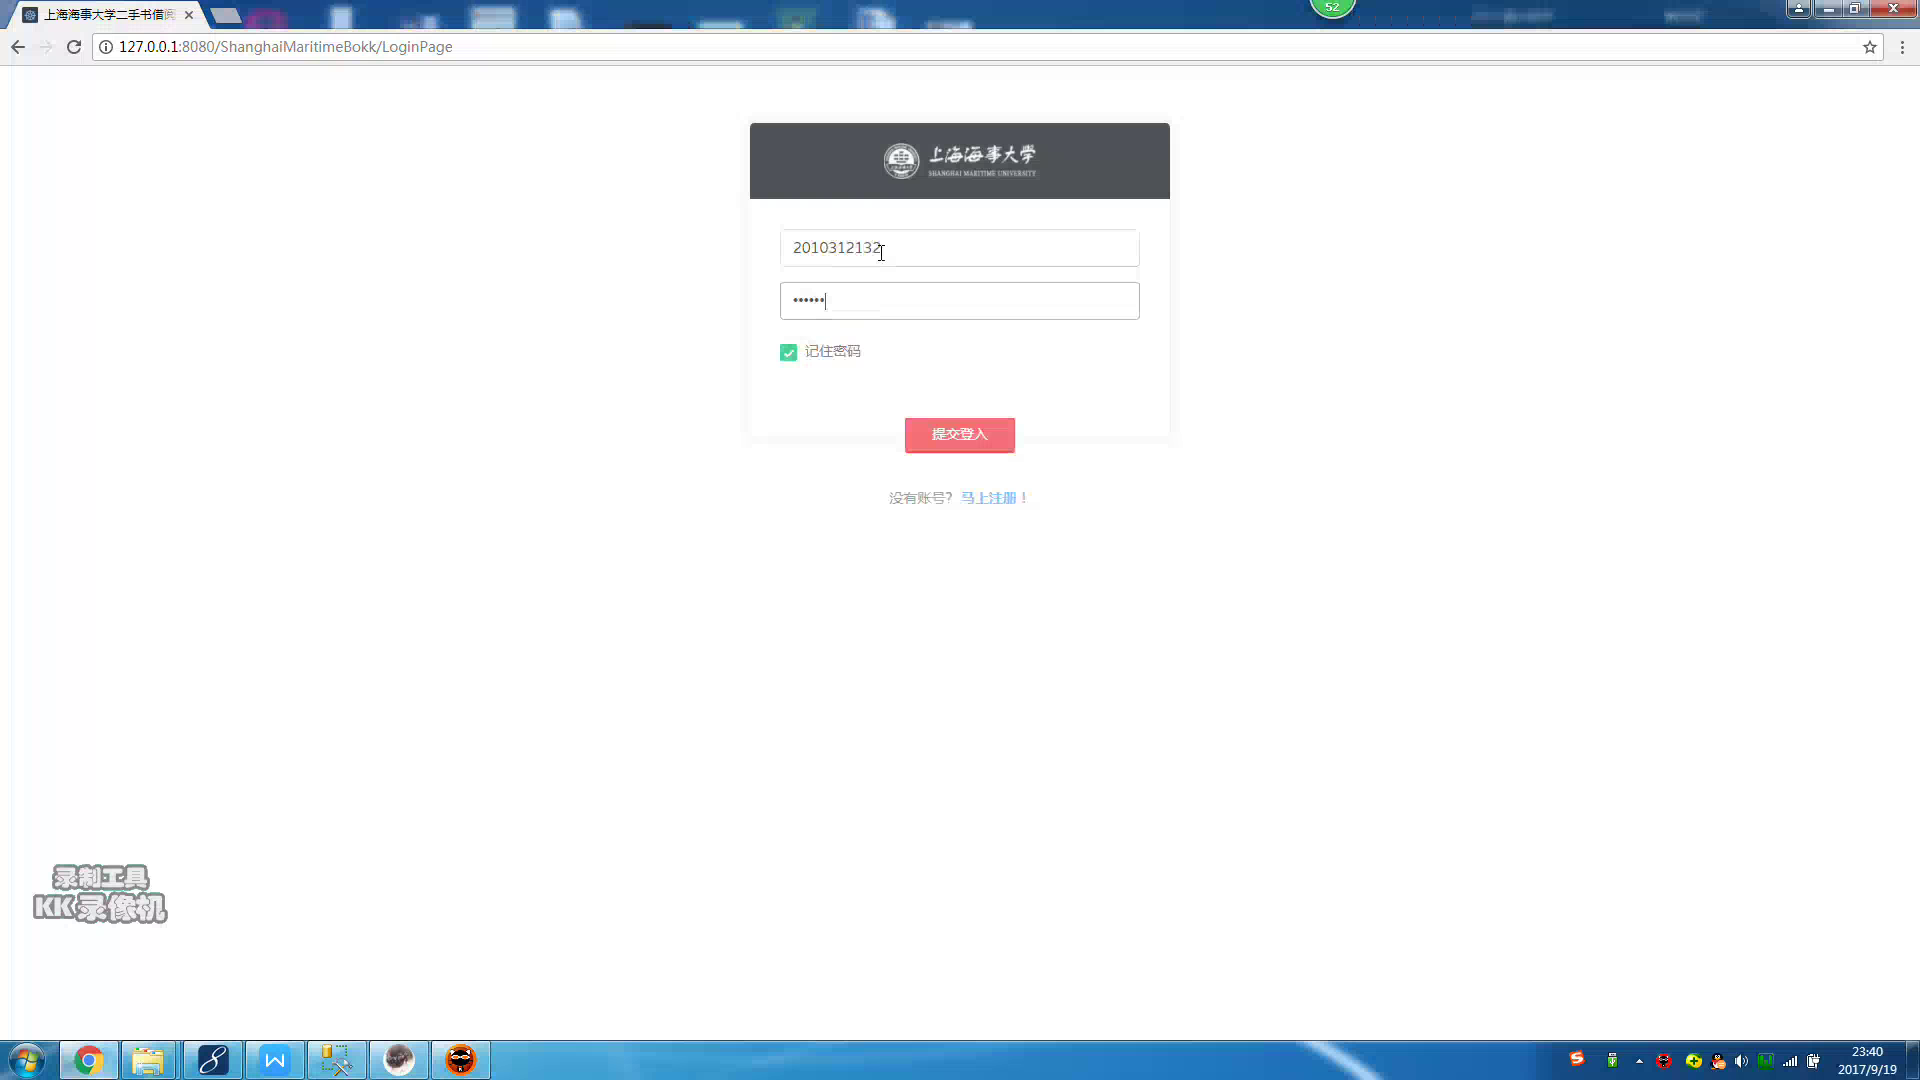 上海海事大学二手书借阅
52
127.0.0.1:8080/ShanghaiMaritimeBokk/LoginPage
上海海事大学
SHANGHAI MARITIME UNIVERSITY
2010312132
••••••
记住密码
提交登入
没有账号？ 马上注册！
录制工具
KK录像机
23:40
2017/9/19